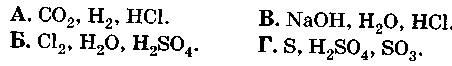 А. CO₂, H₂, HCl.
Б. Cl₂, H₂O, H₂SO₄.
В. NaOH, H₂O, HCl.
Г. S, H₂SO₄, SO₃.